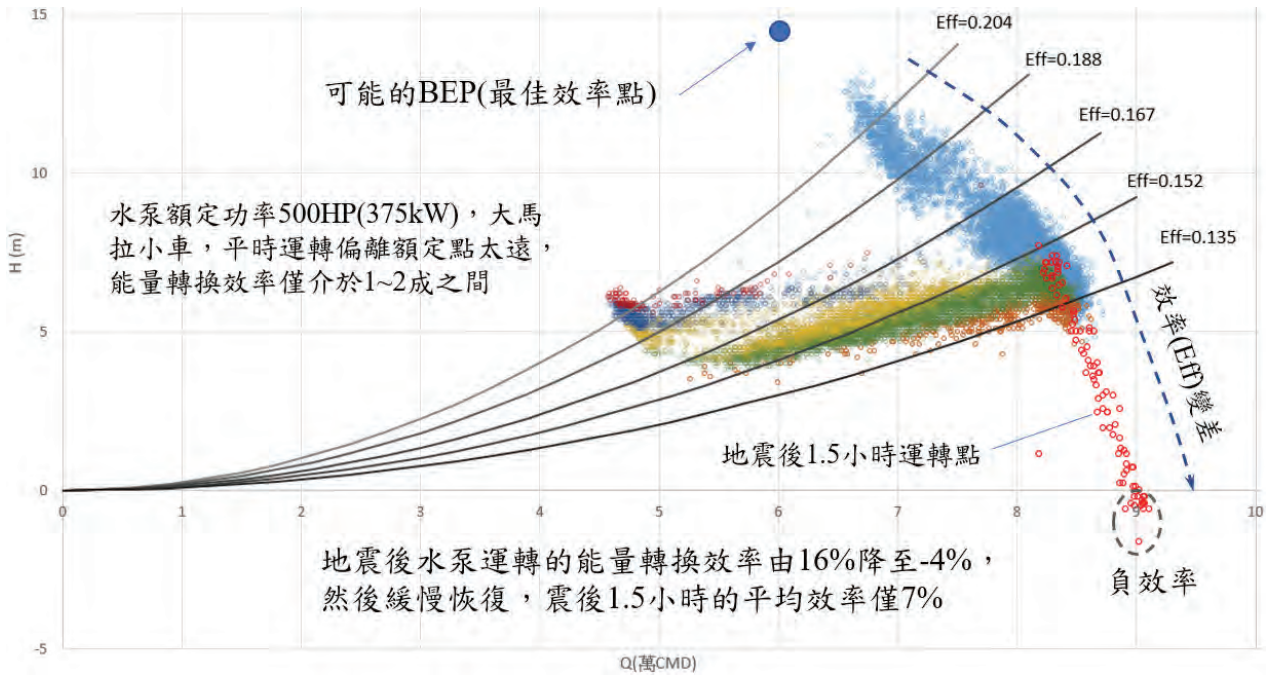 15
Eff=0.204
Eff=0.188
可能的BEP(最佳效率點)
Eff=0.167
10
水泵額定功率500HP(375kW)，大馬
拉小車，平時運轉偏離額定點太遠，
能量轉換效率僅介於1~2成之間
Eff=0.152
Eff=0.135
H (m)
5
效率(Eff)變差
地震後1.5小時運轉點
0
0 1 2 3 4 5 6 7 8 9 10
地震後水泵運轉的能量轉換效率由16%降至-4%，
然後緩慢恢復，震後1.5小時的平均效率僅7%
負效率
-5
Q(萬CMD)